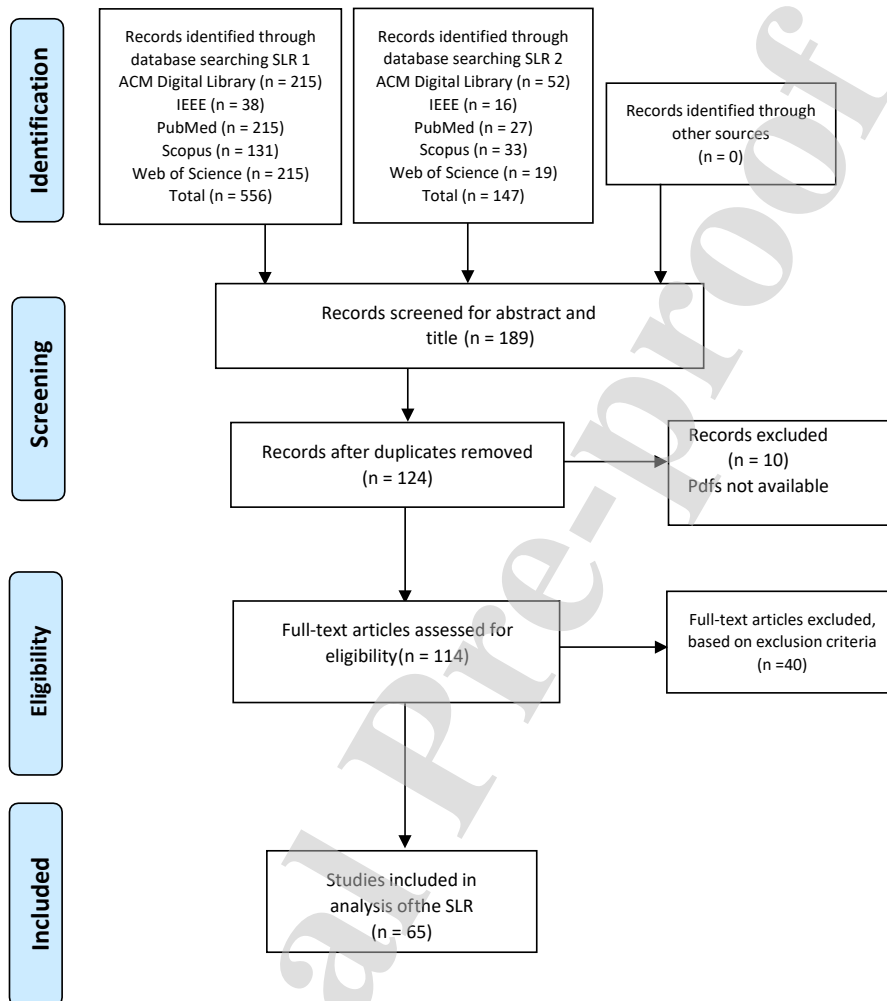 Identification
Records identified through
database searching SLR 1
ACM Digital Library (n = 215)
IEEE (n = 38)
PubMed (n = 215)
Scopus (n = 131)
Web of Science (n = 215)
Total (n = 556)
Records identified through
database searching SLR 2
ACM Digital Library (n = 52)
IEEE (n = 16)
PubMed (n = 27)
Scopus (n = 33)
Web of Science (n = 19)
Total (n = 147)
Records identified through
other sources
(n = 0)
Screening
Records screened for abstract and
title (n = 189)
Records after duplicates removed
(n = 124)
Records excluded
(n = 10)
Pdfs not available
Eligibility
Full-text articles assessed for
eligibility(n = 114)
Full-text articles excluded,
based on exclusion criteria
(n =40)
Included
Studies included in
analysis ofthe SLR
(n = 65)
al Pre-proof